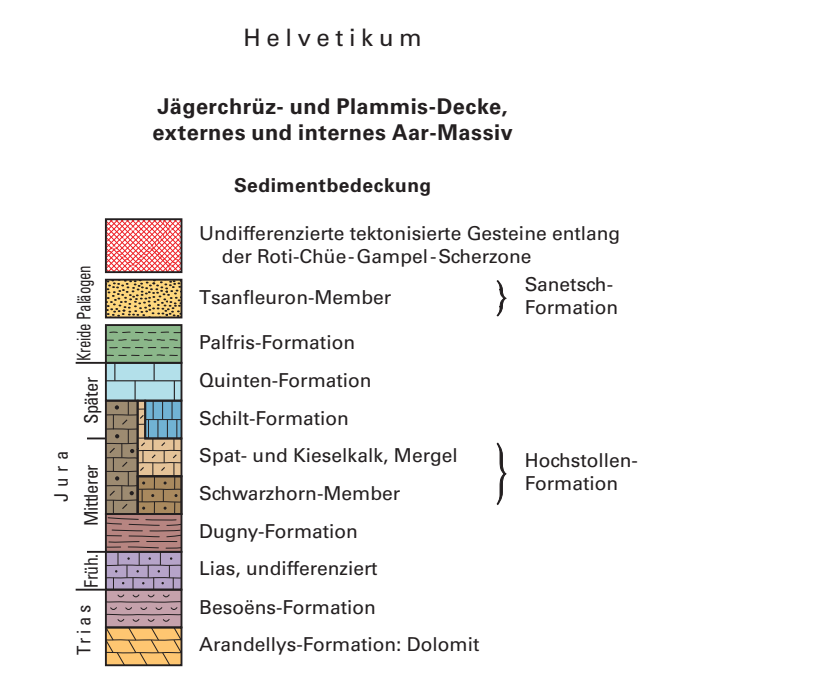 Helvetikum
Jägerchrüz- und Plammis-Decke,
externes und internes Aar-Massiv
Sedimentbedeckung
Undifferenzierte tektonisierte Gesteine entlang
der Roti-Chüe-Gampel-Scherzone
Tsanfleuron-Member
Sanetsch-
Formation
Palfris-Formation
Quinten-Formation
Schilt-Formation
Spat- und Kieselkalk, Mergel
Schwarzhorn-Member
Hochstollen-
Formation
Dugny-Formation
Lias, undifferenziert
Besoëns-Formation
Arandellys-Formation: Dolomit
Paläogen
Kreide
Jura
Später
Mittlerer
Früh.
Trias